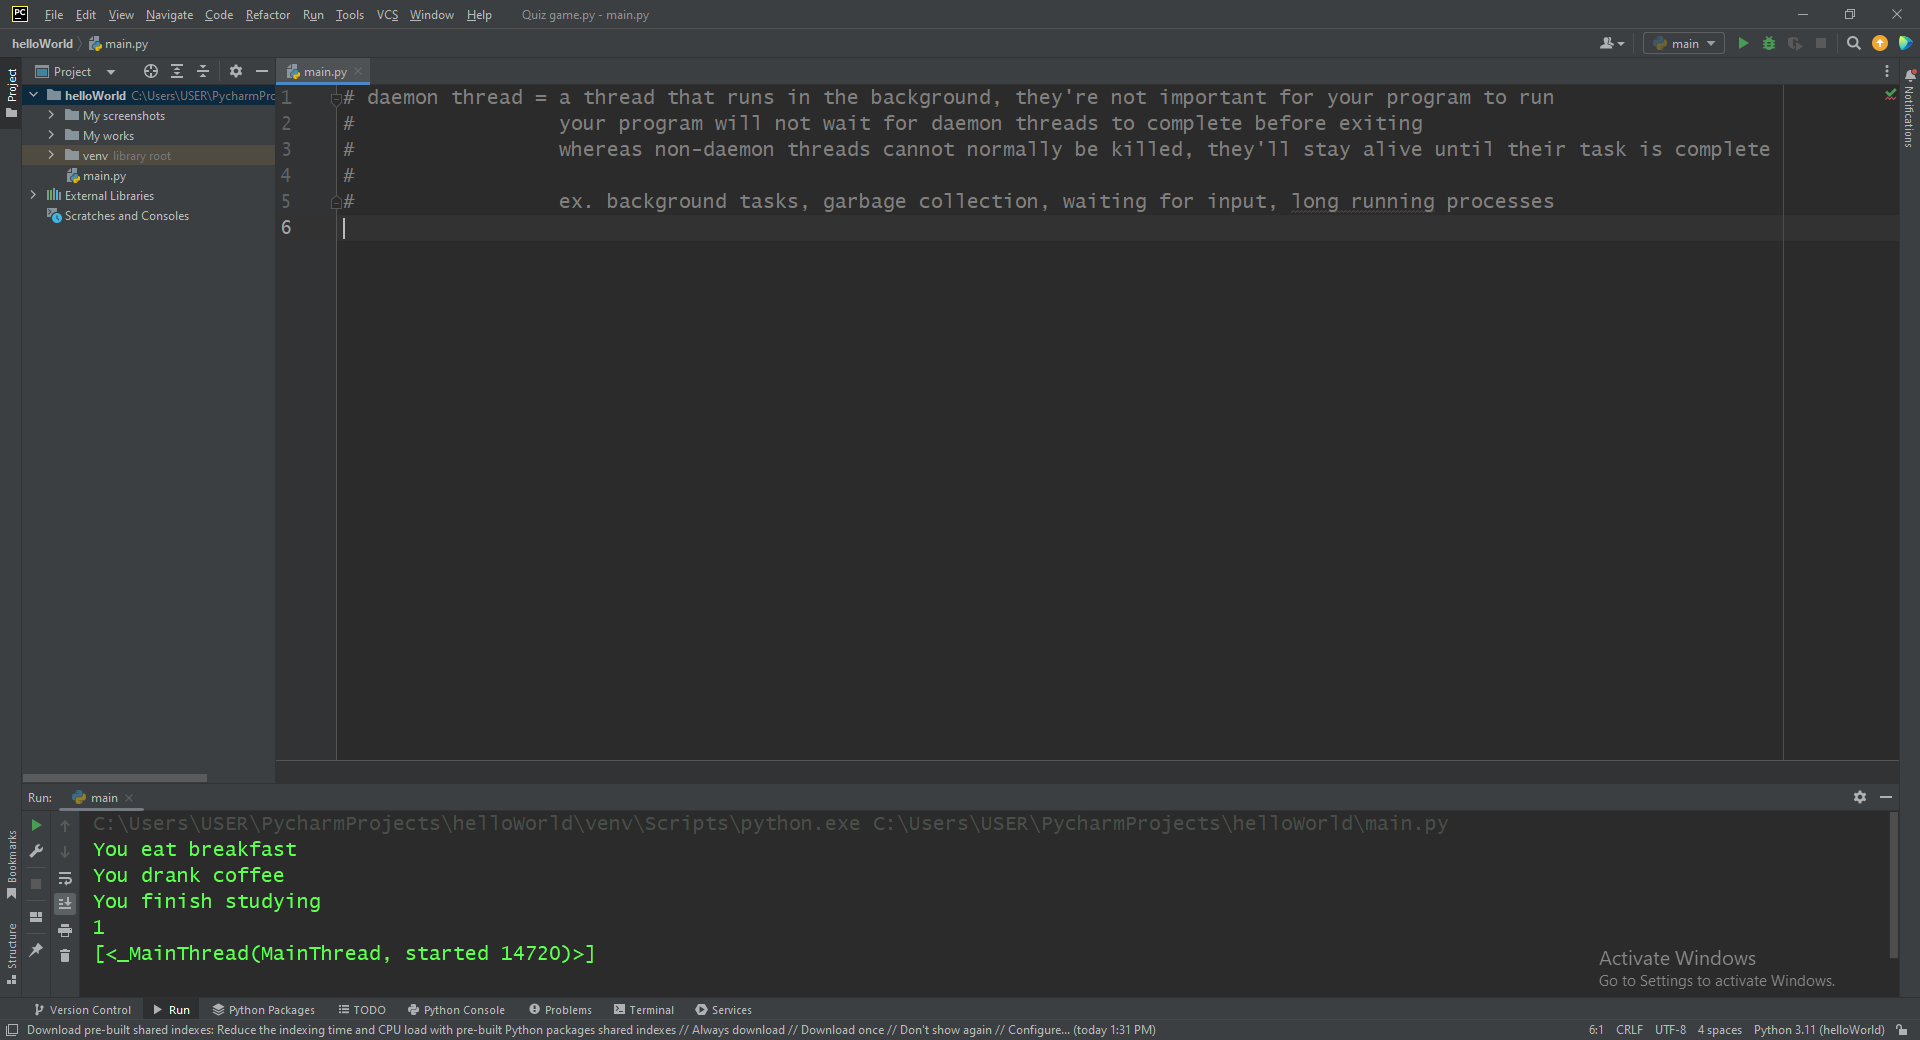 PC File Edit View Navigate Code Refactor Run Tools VCS Window Help Quiz game.py - main.py
helloWorld main.py main
Project main.py
helloWorld C:\Users\USER\PycharmPrc
My screenshots
My works
venv library root
main.py
External Libraries
Scratches and Consoles
Project
Notifications
1 # daemon thread = a thread that runs in the background, they're not important for your program to run
2 # your program will not wait for daemon threads to complete before exiting
3 # whereas non-daemon threads cannot normally be killed, they'll stay alive until their task is complete
4 #
5 # ex. background tasks, garbage collection, waiting for input, long running processes
6
Run: main
C:\Users\USER\PycharmProjects\helloWorld\venv\Scripts\python.exe C:\Users\USER\PycharmProjects\helloWorld\main.py
You eat breakfast
You drank coffee
You finish studying
1
[<_MainThread(MainThread, started 14720)>]
Bookmarks
Structure
Activate Windows
Go to Settings to activate Windows.
Version Control Run Python Packages TODO Python Console Problems Terminal Services
Download pre-built shared indexes: Reduce the indexing time and CPU load with pre-built Python packages shared indexes // Always download // Download once // Don't show again // Configure... (today 1:31 PM) 6:1 CRLF UTF-8 4 spaces Python 3.11 (helloWorld)